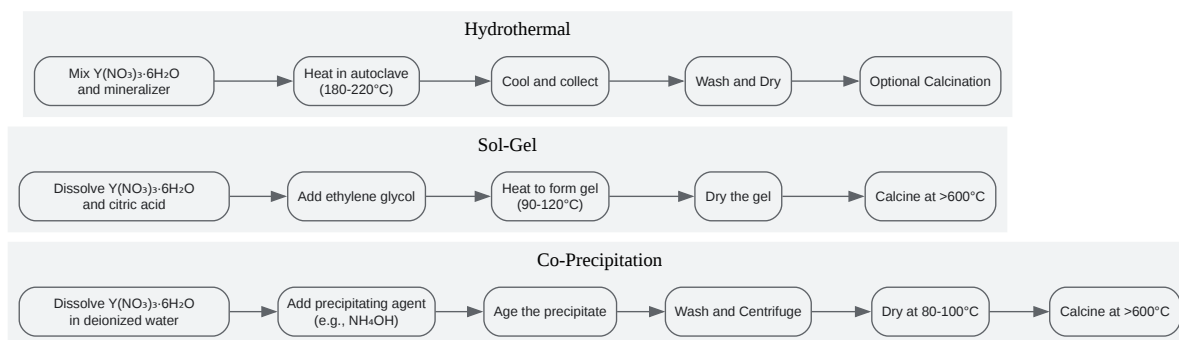 Hydrothermal
Mix Y(NO₃)₃·6H₂O
and mineralizer
Heat in autoclave
(180-220°C)
Cool and collect
Wash and Dry
Optional Calcination
Sol-Gel
Dissolve Y(NO₃)₃·6H₂O
and citric acid
Add ethylene glycol
Heat to form gel
(90-120°C)
Dry the gel
Calcine at >600°C
Co-Precipitation
Dissolve Y(NO₃)₃·6H₂O
in deionized water
Add precipitating agent
(e.g., NH₄OH)
Age the precipitate
Wash and Centrifuge
Dry at 80-100°C
Calcine at >600°C